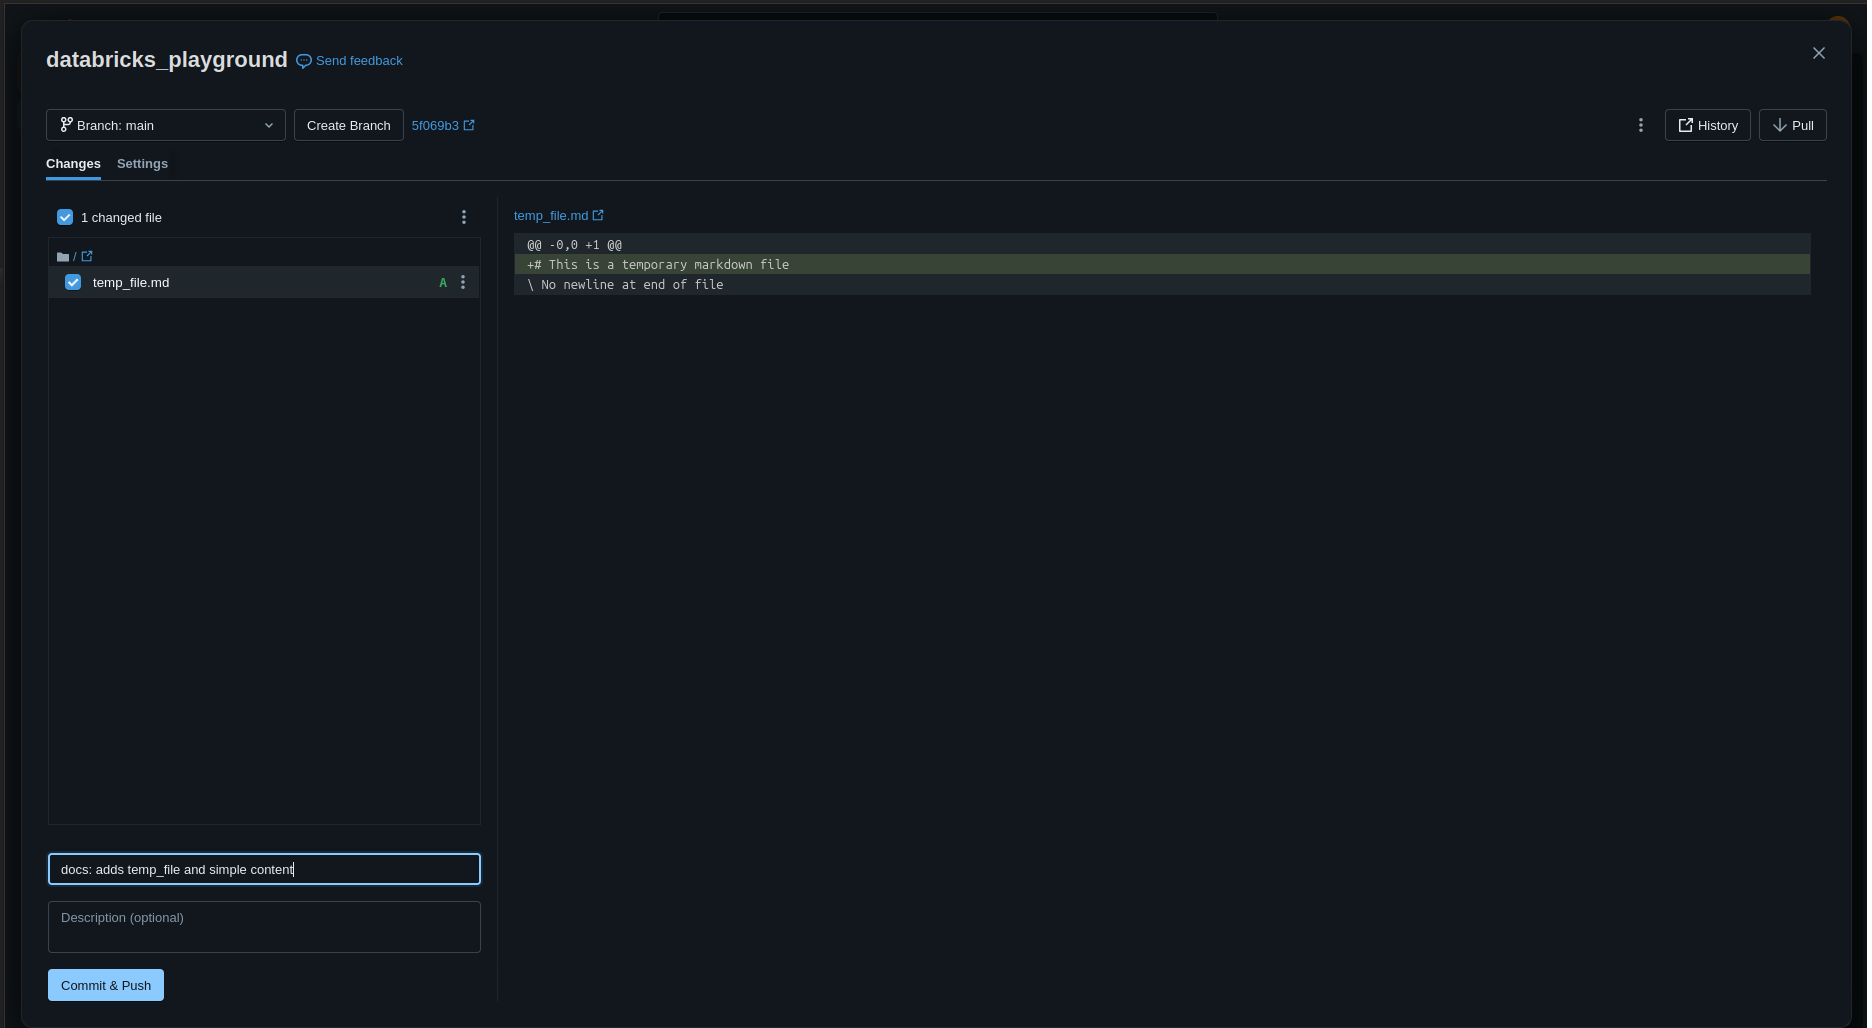 databricks_playground Send feedback
Branch: main Create Branch 5f069b3 History Pull
Changes Settings
1 changed file
/
temp_file.md A
temp_file.md
@@ -0,0 +1 @@
+# This is a temporary markdown file
\ No newline at end of file
docs: adds temp_file and simple content
Description (optional)
Commit & Push